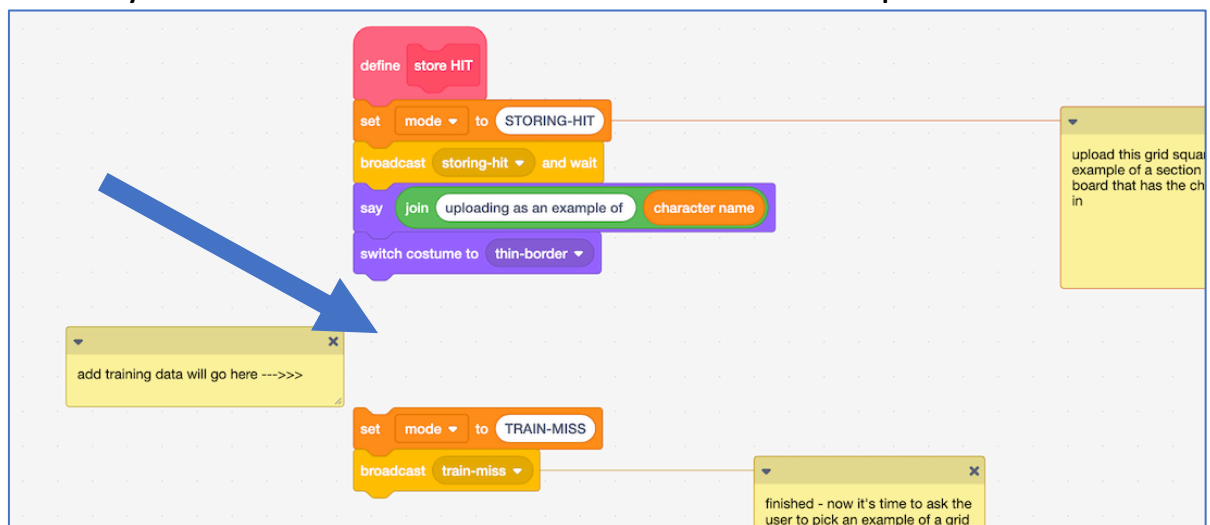 define store HIT
set mode to STORING-HIT
broadcast storing-hit and wait
say join uploading as an example of character name
switch costume to thin-border
upload this grid
example of a section
board that has the
in
add training data will go here --->>>
set mode to TRAIN-MISS
broadcast train-miss
finished - now it's time to ask the
user to pick an example of a grid